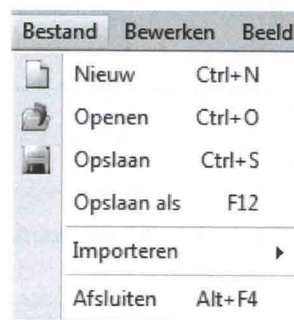 Bestand Bewerken Beeld
Nieuw Ctrl+N
Openen Ctrl+O
Opslaan Ctrl+S
Opslaan als F12
Importeren
Afsluiten Alt+F4